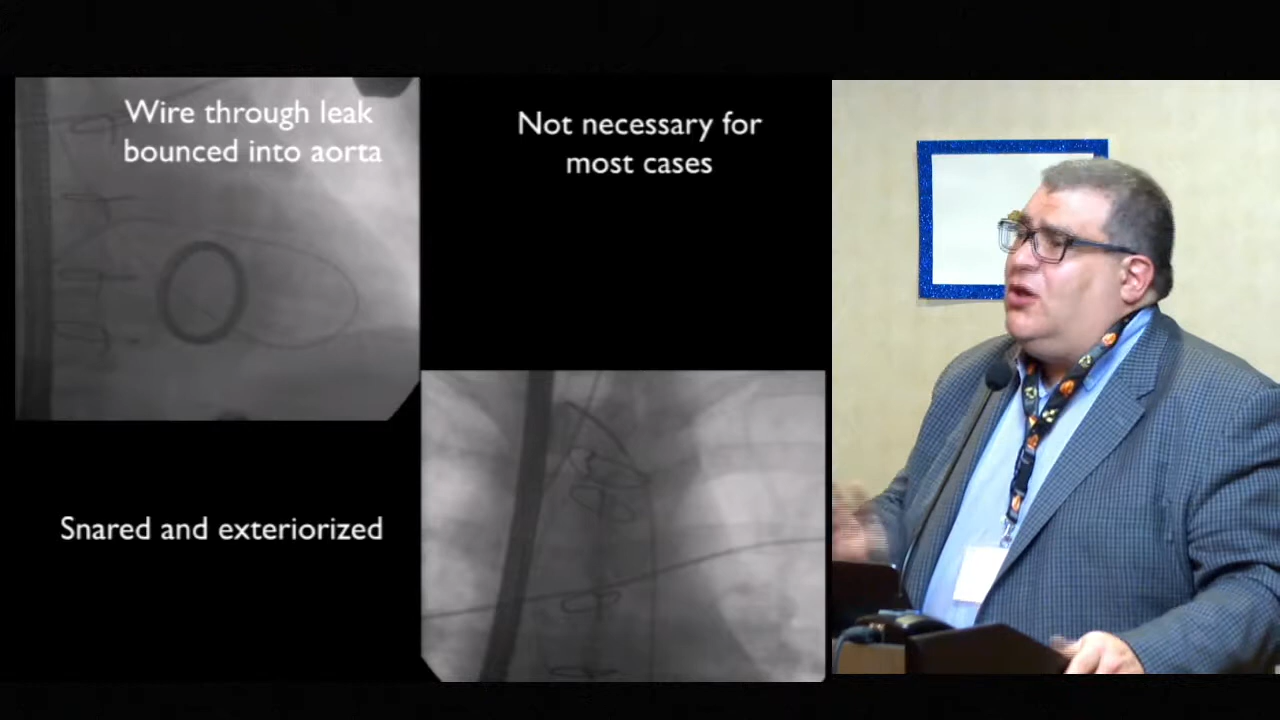 Wire through leak
bounced into aorta
Not necessary for
most cases
Snared and exteriorized